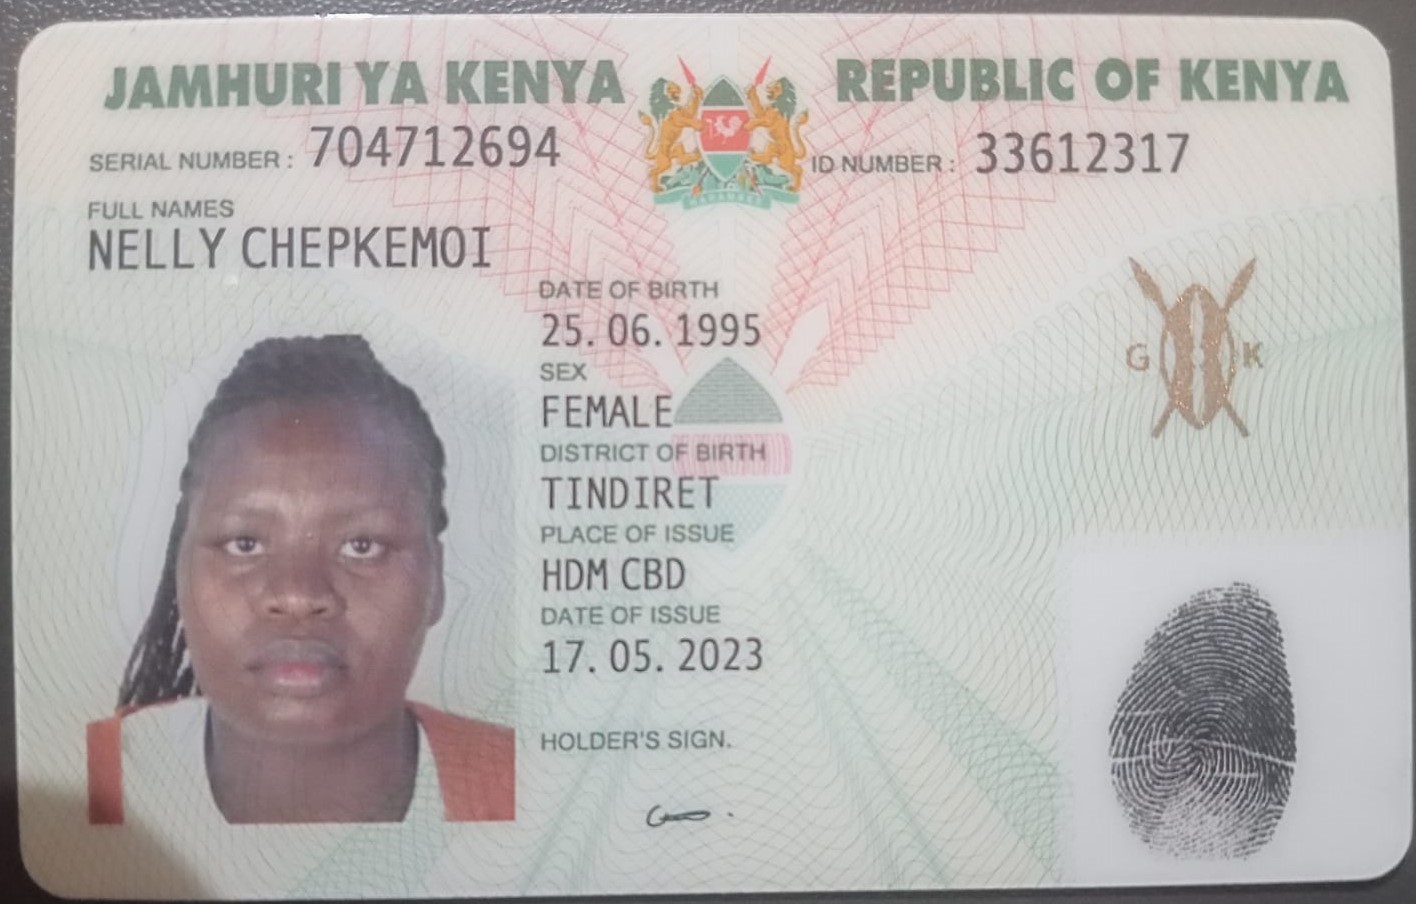 JAMHURI YA KENYA REPUBLIC OF KENYA
SERIAL NUMBER : 704712694 ID NUMBER : 33612317
FULL NAMES
NELLY CHEPKEMOI
DATE OF BIRTH
25. 06. 1995
SEX
FEMALE
DISTRICT OF BIRTH
TINDIRET
PLACE OF ISSUE
HDM CBD
DATE OF ISSUE
17. 05. 2023
HOLDER'S SIGN.
G K
HARAMBEE